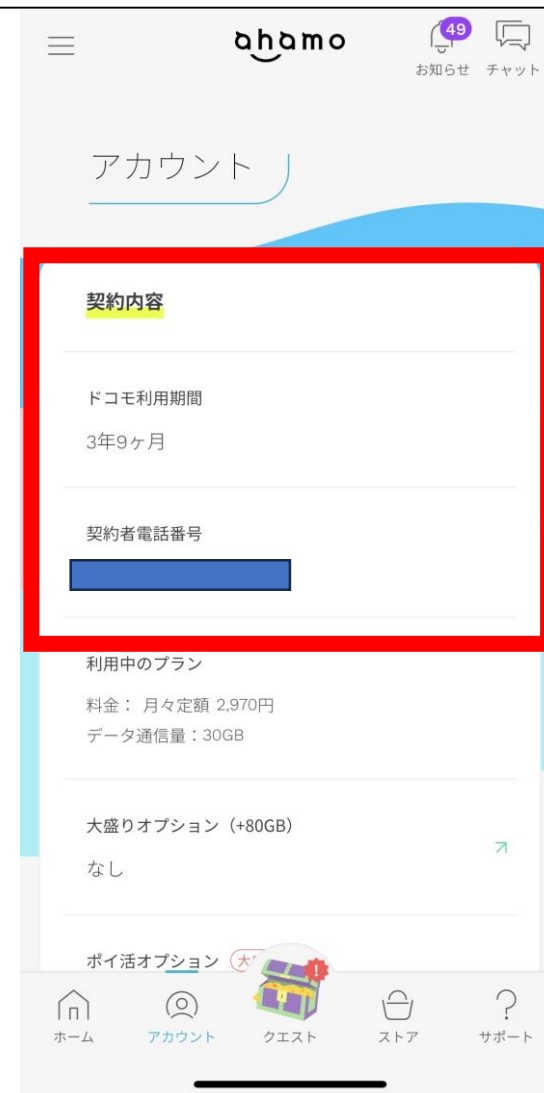 ahamo
49
お知らせ
チャット
アカウント
契約内容
ドコモ利用期間
3年9ヶ月
契約者電話番号
利用中のプラン
料金： 月々定額 2,970円
データ通信量：30GB
大盛りオプション（+80GB）
なし
ポイ活オプション
ホーム
アカウント
クエスト
ストア
サポート